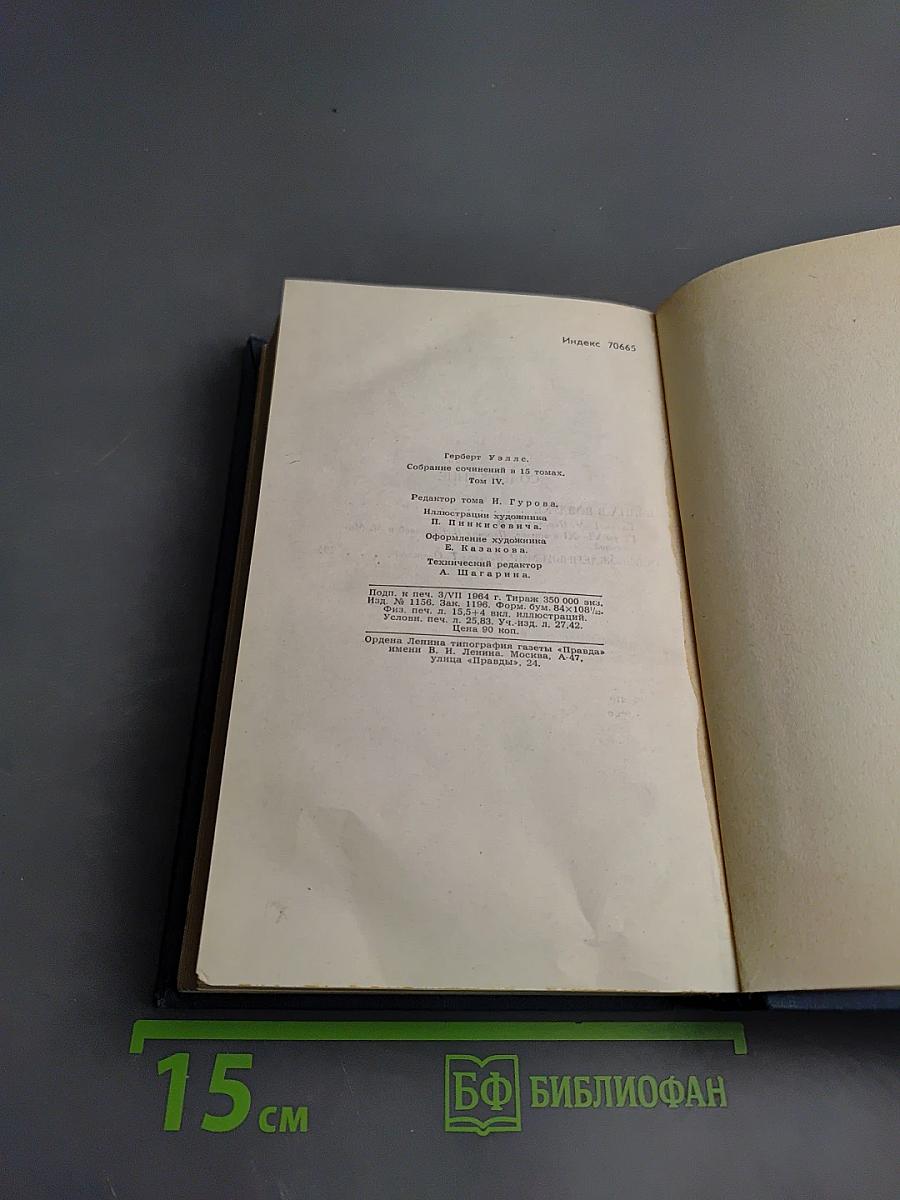 Индекс 70665
Герберт Уэллс.
Собрание сочинений в 15 томах.
Том IV.
Редактор тома И. Гурова.
Иллюстрации художника
П. Пинкисевича.
Оформление художника
Е. Казакова.
Технический редактор
А. Шагарина.
Подп. к печ. 3/VII 1964 г. Тираж 350 000 экз.
Изд. № 1156. Зак. 1196. Форм. бум. 84×108¹/₃₂.
Физ. печ. л. 15,5+4 вкл. иллюстраций.
Условн. печ. л. 25,83. Уч.-изд. л. 27,42.
Цена 90 коп.
Ордена Ленина типография газеты «Правда»
имени В. И. Ленина. Москва, А-47,
улица «Правды», 24.
15 см
БФ БИБЛИОФАН